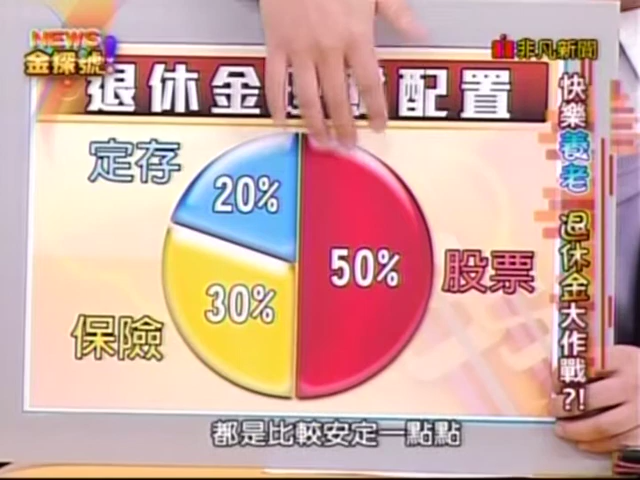 NEWS
金探號!
非凡新聞
退休金 配置
定存
20%
50%
股票
30%
保險
快樂養老 退休金大作戰?!
都是比較安定一點點